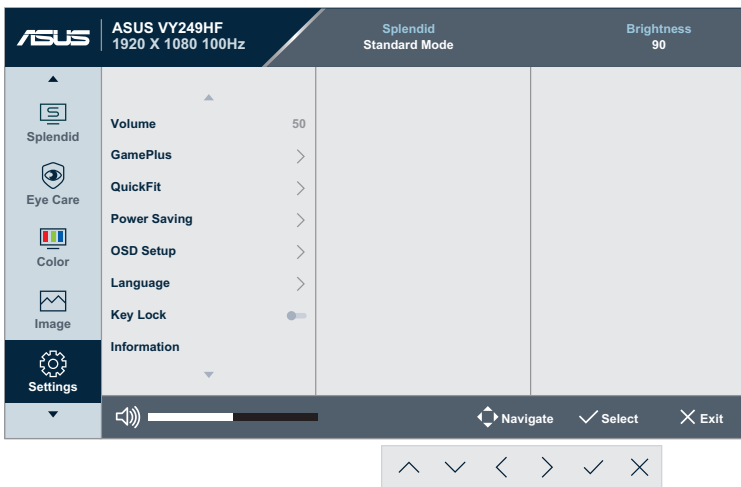 ASUS
ASUS VY249HF
1920 X 1080 100Hz
Splendid
Standard Mode
Brightness
90
Splendid
Eye Care
Color
Image
Settings
Volume 50
GamePlus
QuickFit
Power Saving
OSD Setup
Language
Key Lock
Information
Navigate Select Exit